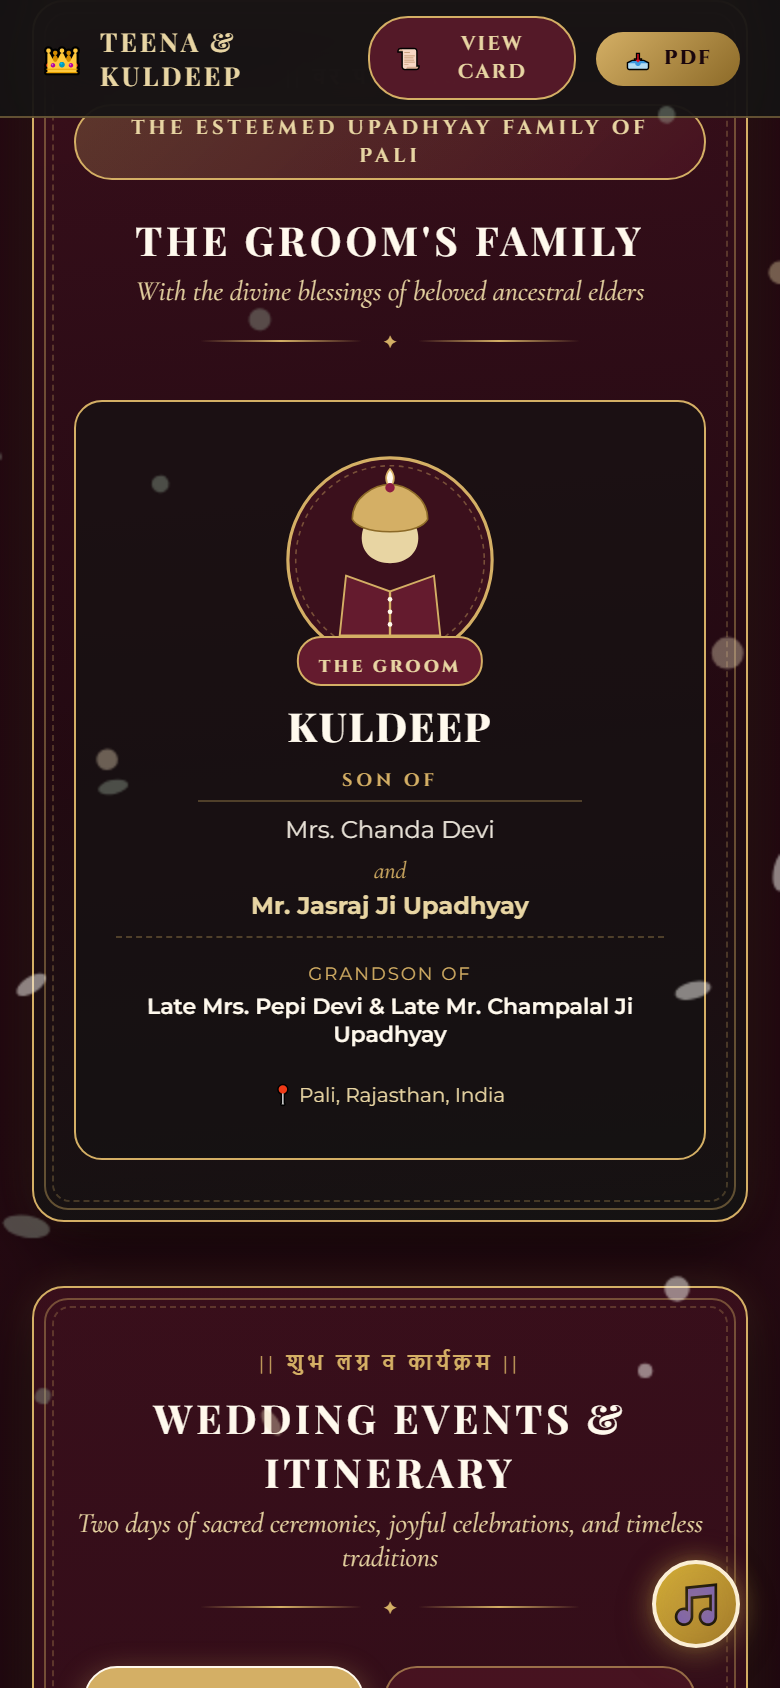 TEENA &
KULDEEP
VIEW
CARD
PDF
THE ESTEEMED UPADHYAY FAMILY OF
PALI
THE GROOM'S FAMILY
With the divine blessings of beloved ancestral elders
THE GROOM
KULDEEP
SON OF
Mrs. Chanda Devi
and
Mr. Jasraj Ji Upadhyay
GRANDSON OF
Late Mrs. Pepi Devi & Late Mr. Champalal Ji
Upadhyay
Pali, Rajasthan, India
|| शुभ लग्न व कार्यक्रम ||
WEDDING EVENTS &
ITINERARY
Two days of sacred ceremonies, joyful celebrations, and timeless
traditions